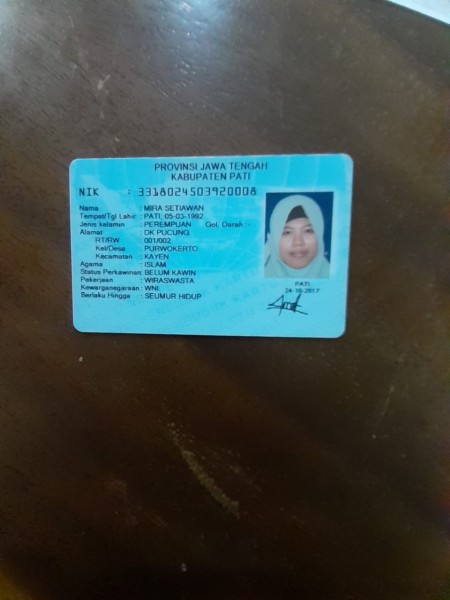 PROVINSI JAWA TENGAH
KABUPATEN PATI
NIK : 3318024503920008
Nama : MIRA SETIAWAN
Tempat/Tgl Lahir : PATI, 05-03-1992
Jenis kelamin : PEREMPUAN Gol. Darah :-
Alamat : DK PUCUNG
RT/RW : 001/002
Kel/Desa : PURWOKERTO
Kecamatan : KAYEN
Agama : ISLAM
Status Perkawinan: BELUM KAWIN
Pekerjaan : WIRASWASTA
Kewarganegaraan: WNI
Berlaku Hingga : SEUMUR HIDUP
PATI
24-10-2017